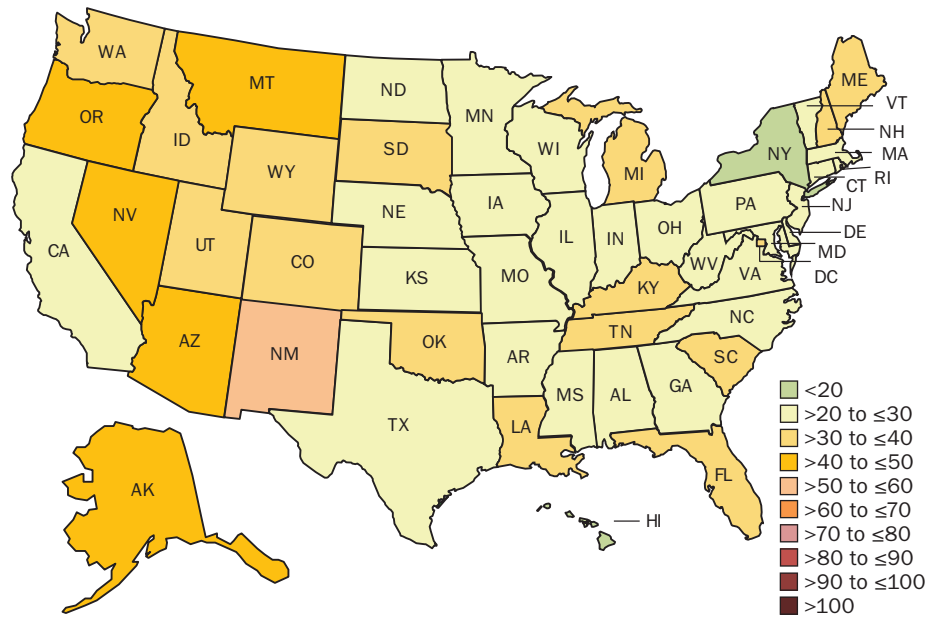 WA
MT
ND
MN
ME
VT
OR
ID
SD
WI
MI
NY
NH
MA
RI
CT
WY
NE
IA
PA
NJ
NV
UT
CO
CA
IL
IN
OH
DE
MD
DC
KS
MO
WV
VA
KY
NC
AZ
NM
OK
AR
TN
SC
TX
LA
MS
AL
GA
FL
AK
HI
<20
>20 to ≤30
>30 to ≤40
>40 to ≤50
>50 to ≤60
>60 to ≤70
>70 to ≤80
>80 to ≤90
>90 to ≤100
>100